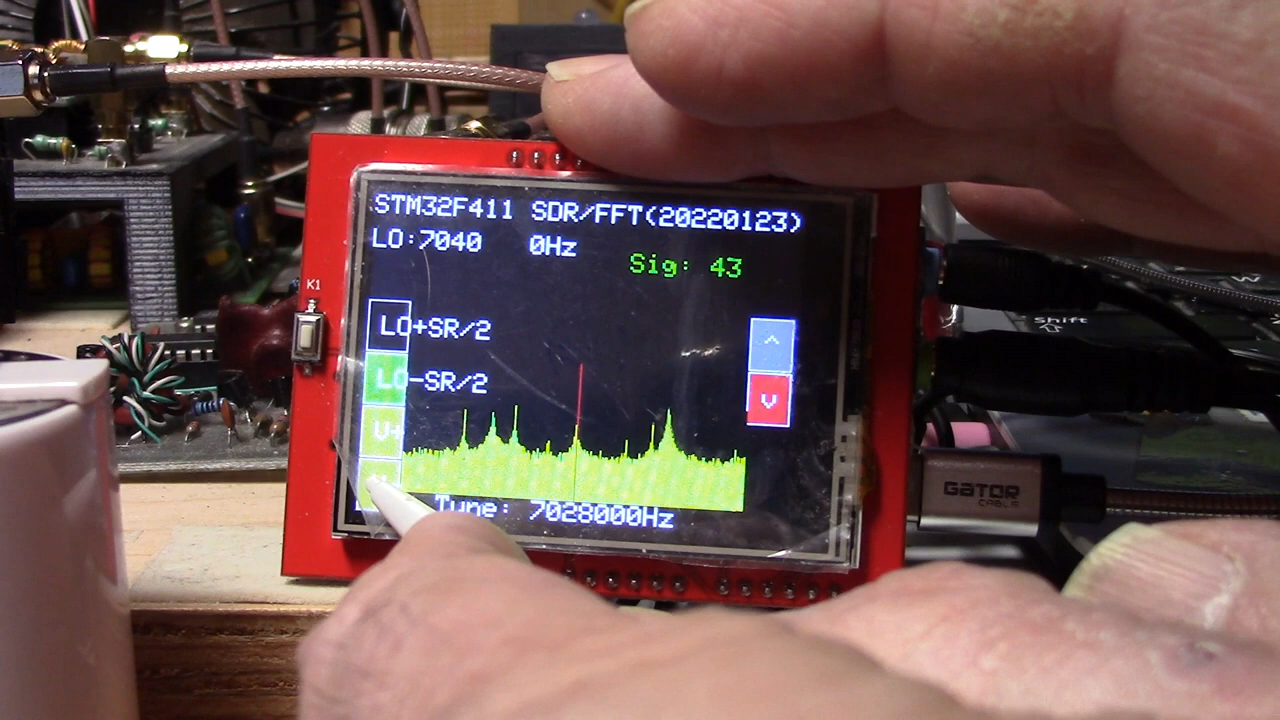 STM32F411 SDR/FFT(20220123)
LO:7040 0Hz
Sig: 43
K1
LO+SR/2
^
LO-SR/2
v
V+
Tune: 7028000Hz
Shift
W
GATOR
CABLE